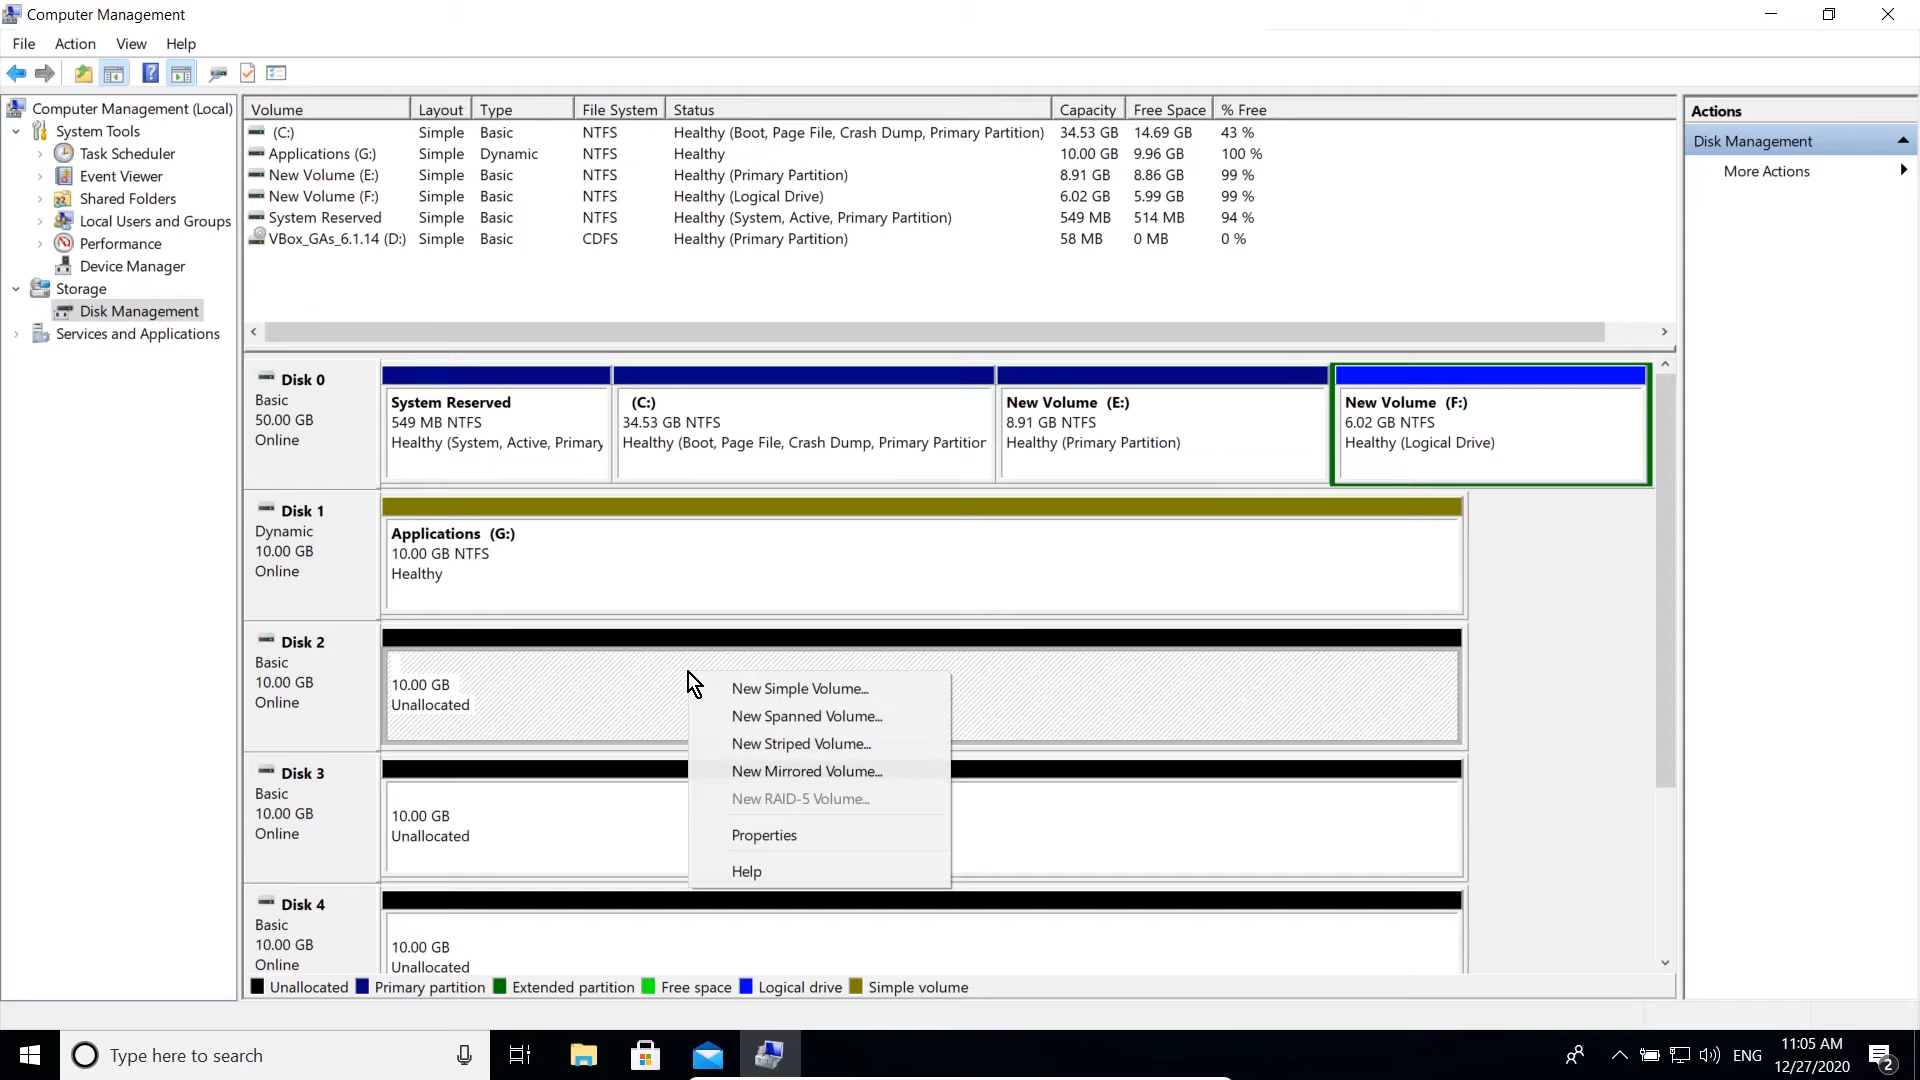 Computer Management
File Action View Help
Computer Management (Local)
System Tools
Task Scheduler
Event Viewer
Shared Folders
Local Users and Groups
Performance
Device Manager
Storage
Disk Management
Services and Applications
Volume Layout Type File System Status Capacity Free Space % Free
(C:) Simple Basic NTFS Healthy (Boot, Page File, Crash Dump, Primary Partition) 34.53 GB 14.69 GB 43 %
Applications (G:) Simple Dynamic NTFS Healthy 10.00 GB 9.96 GB 100 %
New Volume (E:) Simple Basic NTFS Healthy (Primary Partition) 8.91 GB 8.86 GB 99 %
New Volume (F:) Simple Basic NTFS Healthy (Logical Drive) 6.02 GB 5.99 GB 99 %
System Reserved Simple Basic NTFS Healthy (System, Active, Primary Partition) 549 MB 514 MB 94 %
VBox_GAs_6.1.14 (D:) Simple Basic CDFS Healthy (Primary Partition) 58 MB 0 MB 0 %
Disk 0
Basic
50.00 GB
Online
System Reserved
549 MB NTFS
Healthy (System, Active, Primary
(C:)
34.53 GB NTFS
Healthy (Boot, Page File, Crash Dump, Primary Partitior
New Volume (E:)
8.91 GB NTFS
Healthy (Primary Partition)
New Volume (F:)
6.02 GB NTFS
Healthy (Logical Drive)
Disk 1
Dynamic
10.00 GB
Online
Applications (G:)
10.00 GB NTFS
Healthy
Disk 2
Basic
10.00 GB
Online
10.00 GB
Unallocated
New Simple Volume...
New Spanned Volume...
New Striped Volume...
New Mirrored Volume...
New RAID-5 Volume...
Properties
Help
Disk 3
Basic
10.00 GB
Online
10.00 GB
Unallocated
Disk 4
Basic
10.00 GB
Online
10.00 GB
Unallocated
Unallocated Primary partition Extended partition Free space Logical drive Simple volume
Actions
Disk Management
More Actions
Type here to search
ENG
11:05 AM
12/27/2020
2